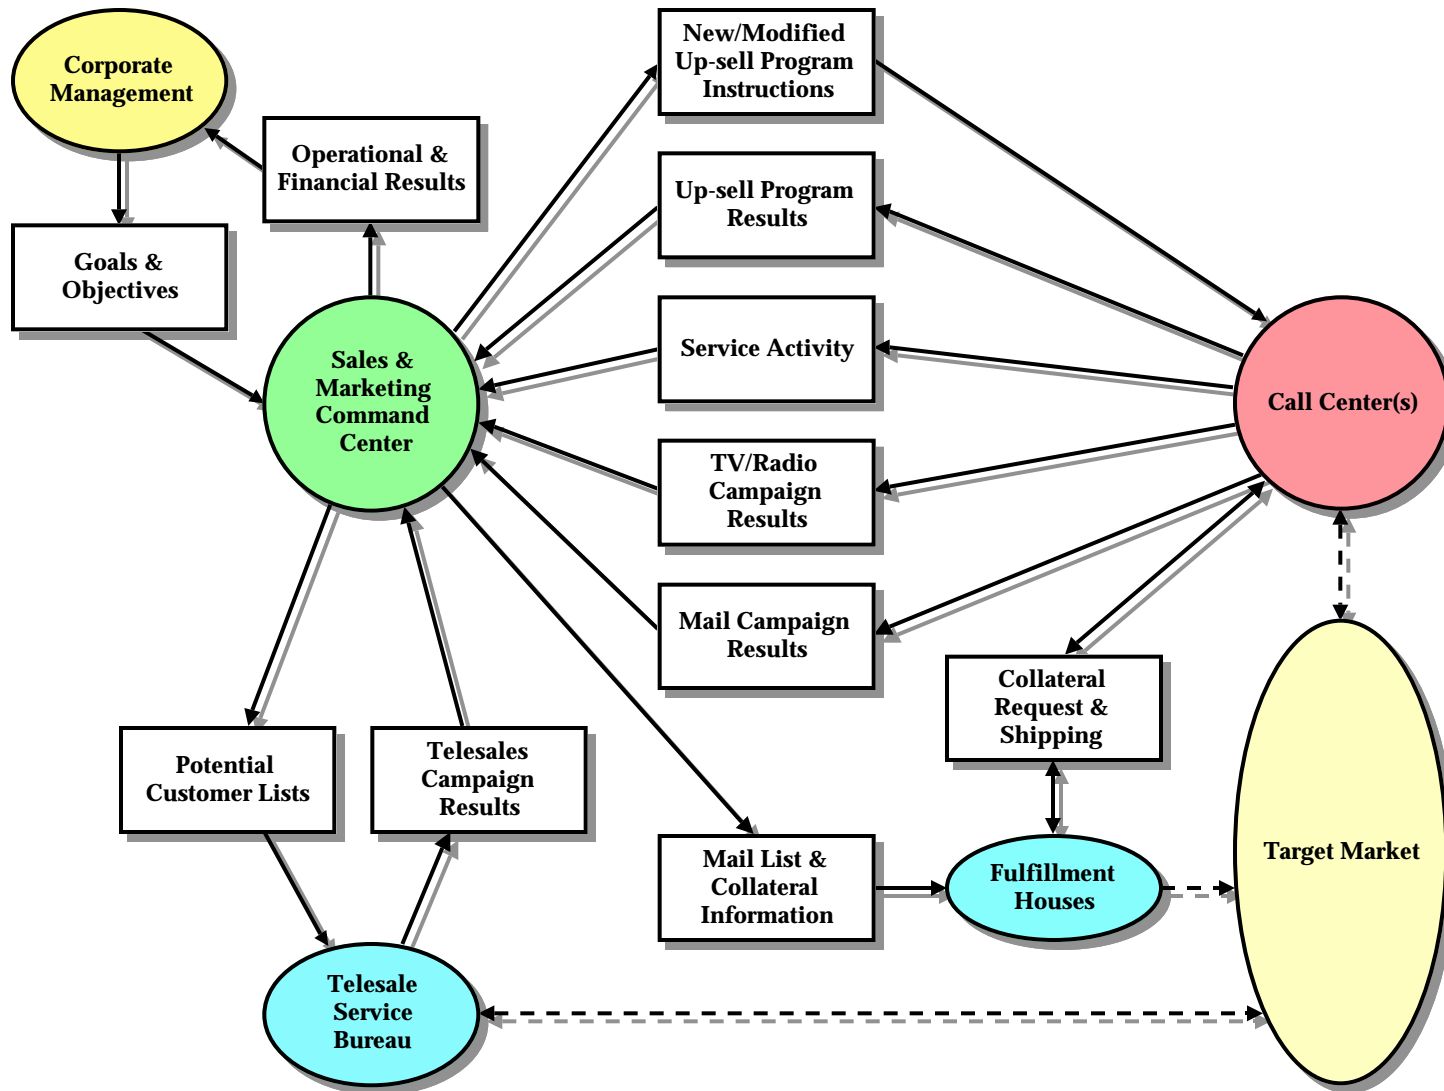 Corporate
Management
Operational &
Financial Results
Goals &
Objectives
New/Modified
Up-sell Program
Instructions
Up-sell Program
Results
Service Activity
TV/Radio
Campaign
Results
Mail Campaign
Results
Sales &
Marketing
Command
Center
Call Center(s)
Collateral
Request &
Shipping
Potential
Customer Lists
Telesales
Campaign
Results
Mail List &
Collateral
Information
Fulfillment
Houses
Target Market
Telesale
Service
Bureau